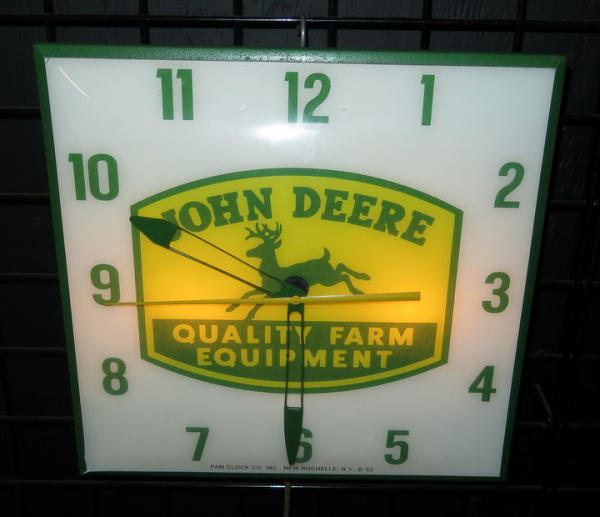 11 12 1
10 2
JOHN DEERE
9 3
QUALITY FARM
EQUIPMENT
8 4
7 6 5
PAM CLOCK CO. INC., NEW ROCHELLE, N.Y., © '62